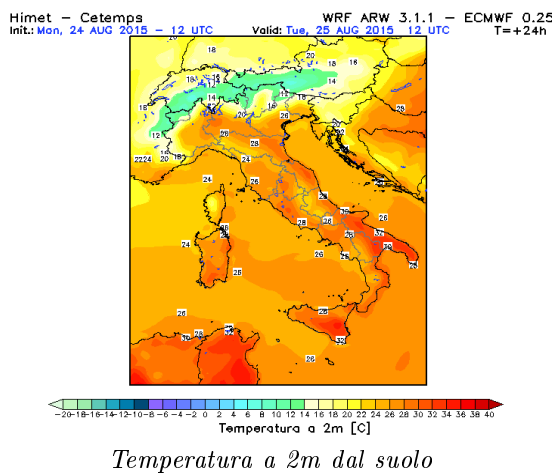 Himet – Cetemps WRF ARW 3.1.1 – ECMWF 0.25
Init.: Mon, 24 AUG 2015 – 12 UTC Valid: Tue, 25 AUG 2015 12 UTC T=+24h
-20 -18 -16 -14 -12 -10 -8 -6 -4 -2 0 2 4 6 8 10 12 14 16 18 20 22 24 26 28 30 32 34 36 38 40
Temperatura a 2m [C]
Temperatura a 2m dal suolo